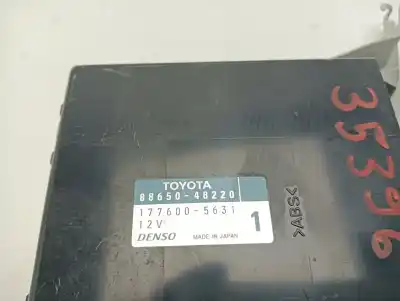 TOYOTA
88650-48220
177600-5631
12V
1
DENSO MADE IN JAPAN
>ABS<
35396